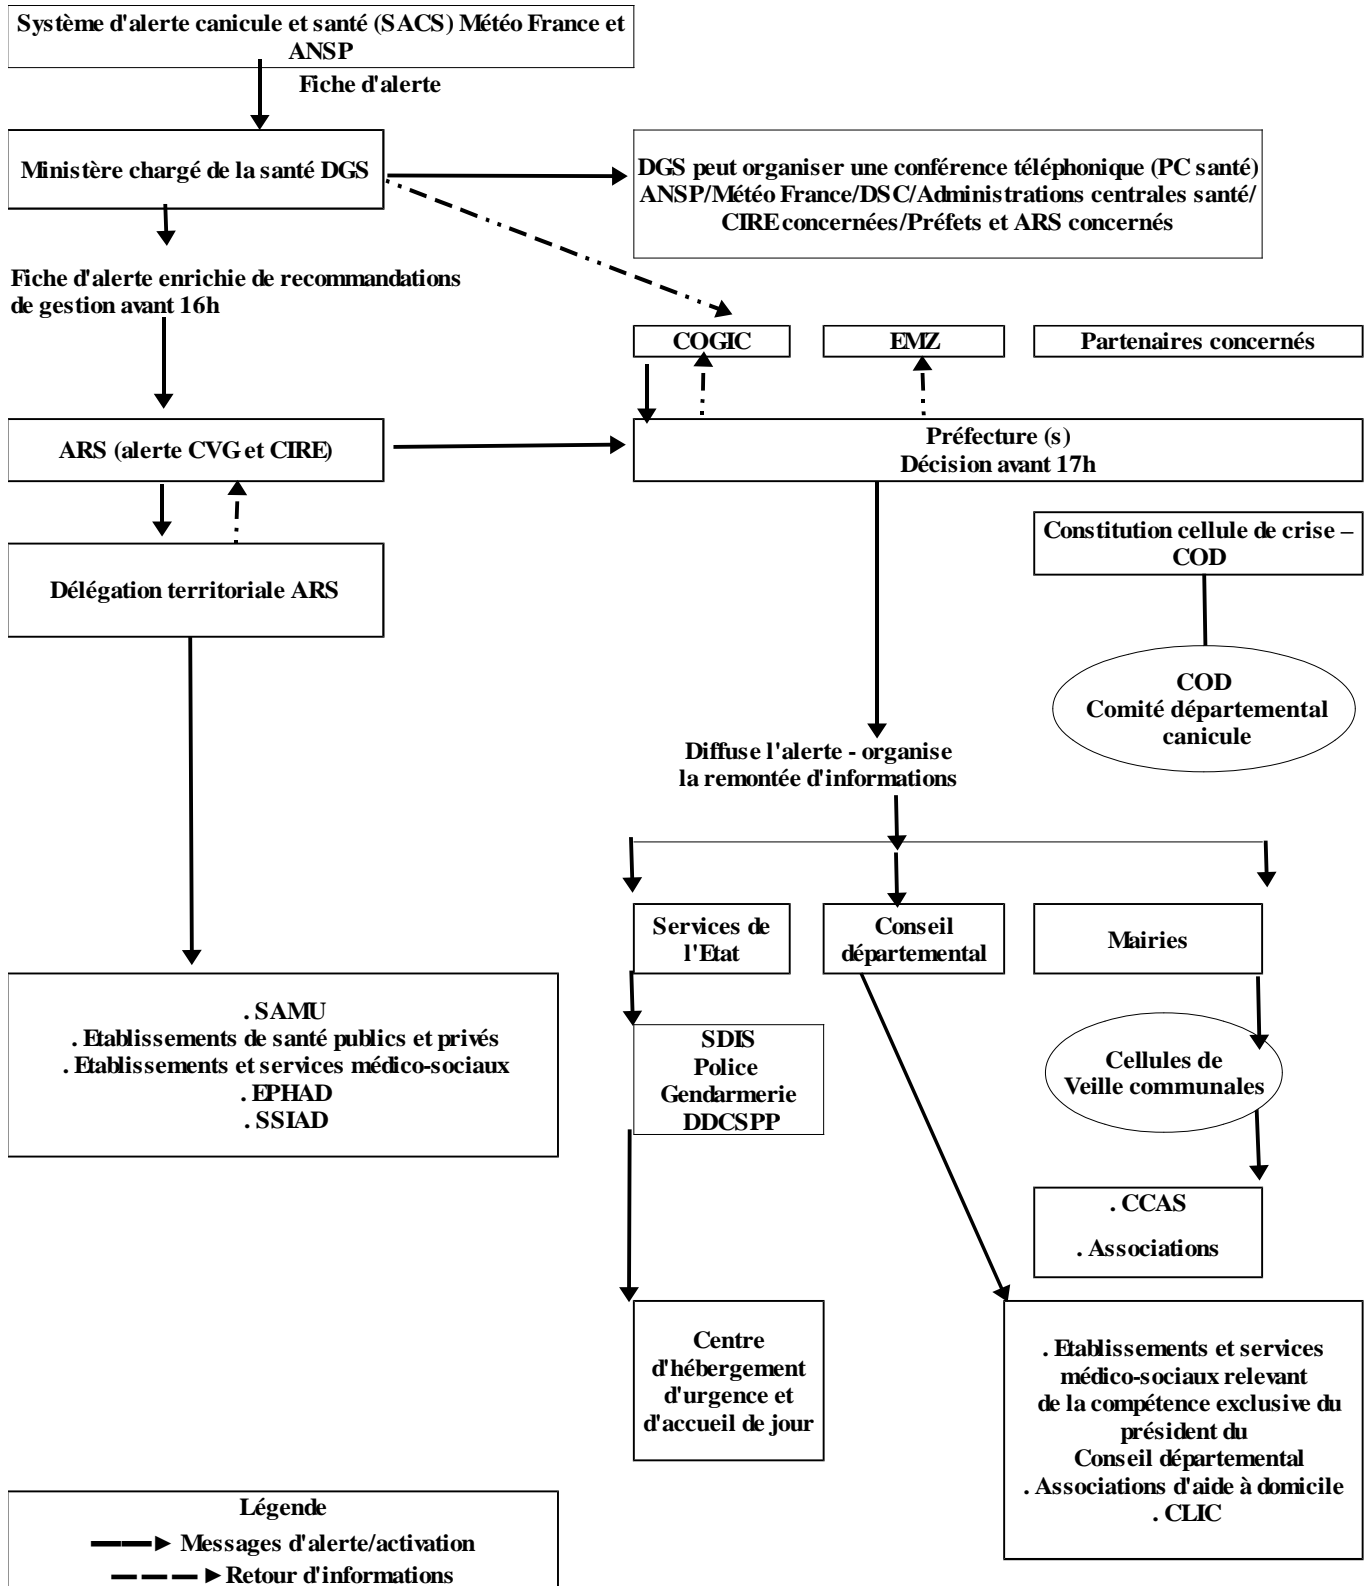 Système d'alerte canicule et santé (SACS) Météo France et
ANSP
Fiche d'alerte
Ministère chargé de la santé DGS
DGS peut organiser une conférence téléphonique (PC santé)
ANSP/Météo France/DSC/Administrations centrales santé/
CIRE concernées/Préfets et ARS concernés
Fiche d'alerte enrichie de recommandations
de gestion avant 16h
COGIC
EMZ
Partenaires concernés
ARS (alerte CVG et CIRE)
Préfecture (s)
Décision avant 17h
Constitution cellule de crise –
COD
Délégation territoriale ARS
COD
Comité départemental
canicule
Diffuse l'alerte - organise
la remontée d'informations
Services de
l'Etat
Conseil
départemental
Mairies
. SAMU
. Etablissements de santé publics et privés
. Etablissements et services médico-sociaux
. EPHAD
. SSIAD
SDIS
Police
Gendarmerie
DDCSPP
Cellules de
Veille communales
. CCAS
. Associations
Centre
d'hébergement
d'urgence et
d'accueil de jour
. Etablissements et services
médico-sociaux relevant
de la compétence exclusive du
président du
Conseil départemental
. Associations d'aide à domicile
. CLIC
Légende
Messages d'alerte/activation
Retour d'informations